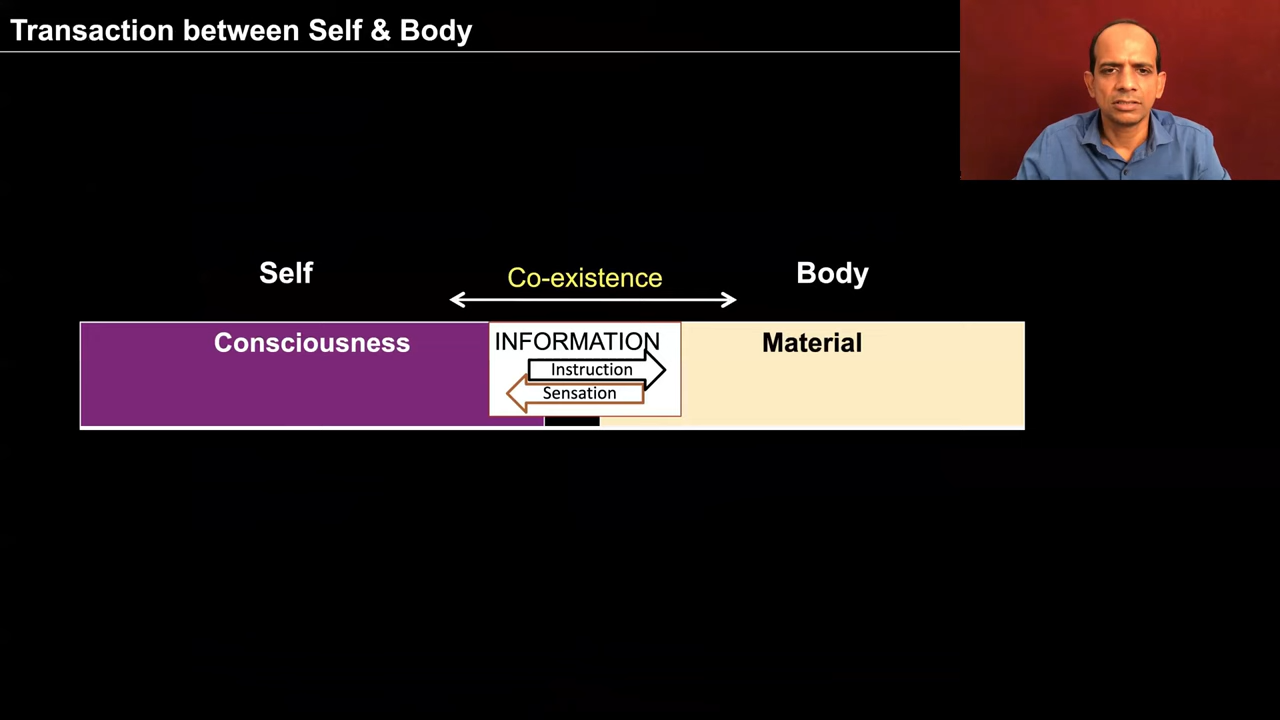 Transaction between Self & Body
Self
Co-existence
Body
Consciousness
INFORMATION
Material
Instruction
Sensation